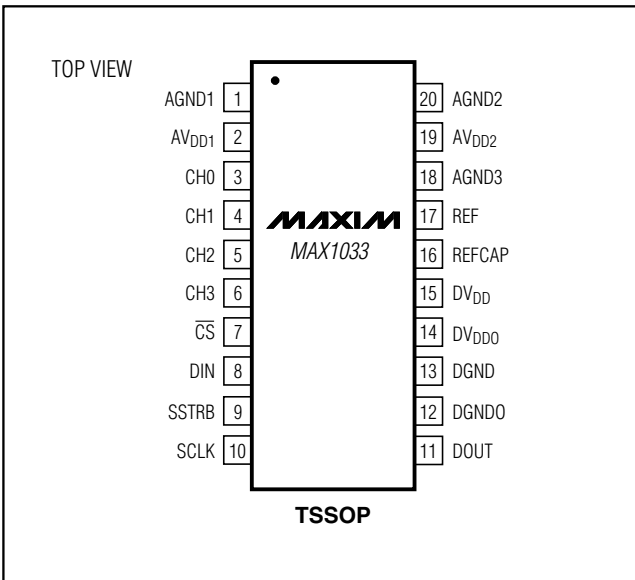 TOP VIEW
AGND1 1
AVDD1 2
CH0 3
CH1 4
CH2 5
CH3 6
CS 7
DIN 8
SSTRB 9
SCLK 10
MAXIM
MAX1033
20 AGND2
19 AVDD2
18 AGND3
17 REF
16 REFCAP
15 DVDD
14 DVDDO
13 DGND
12 DGNDO
11 DOUT
TSSOP